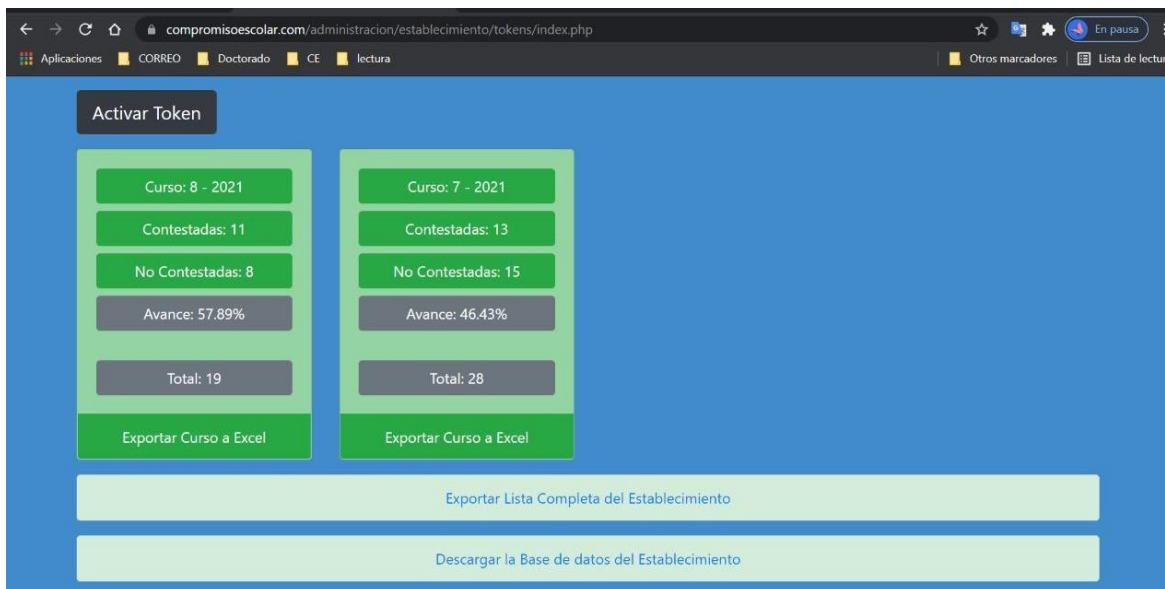 compromisoescolar.com/administracion/establecimiento/tokens/index.php
En pausa
Aplicaciones CORREO Doctorado CE lectura Otros marcadores Lista de lectur
Activar Token
Curso: 8 - 2021
Contestadas: 11
No Contestadas: 8
Avance: 57.89%
Total: 19
Exportar Curso a Excel
Curso: 7 - 2021
Contestadas: 13
No Contestadas: 15
Avance: 46.43%
Total: 28
Exportar Curso a Excel
Exportar Lista Completa del Establecimiento
Descargar la Base de datos del Establecimiento